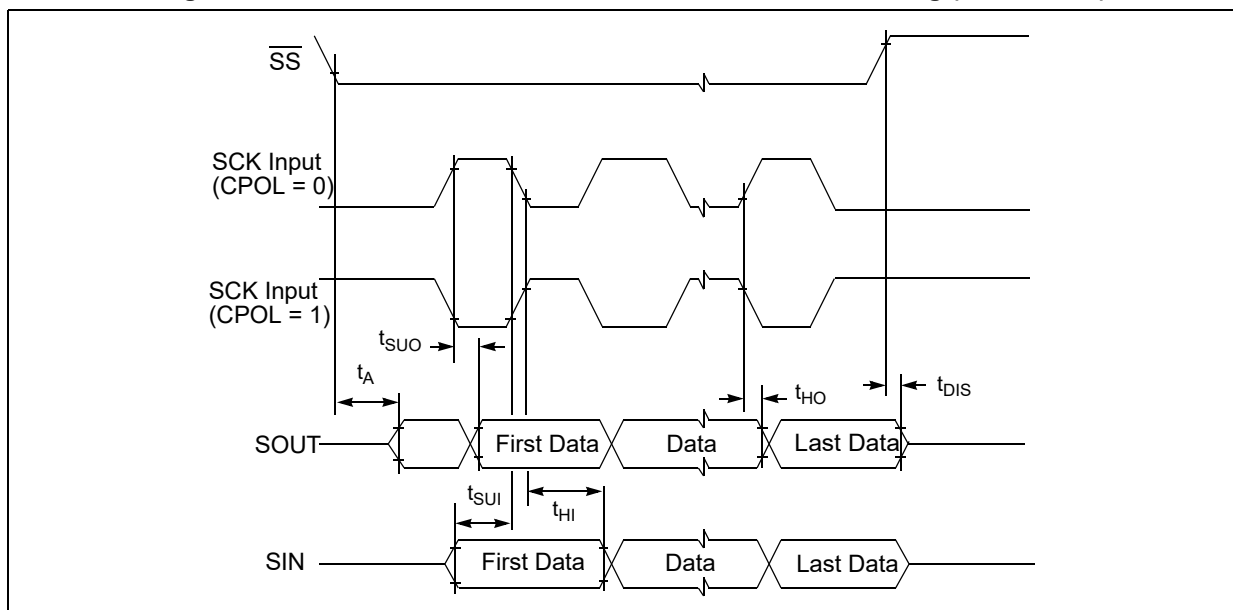 SS
SCK Input
(CPOL = 0)
SCK Input
(CPOL = 1)
tSUO
tA
tHO
tDIS
SOUT
First Data
Data
Last Data
tSUI
tHI
SIN
First Data
Data
Last Data